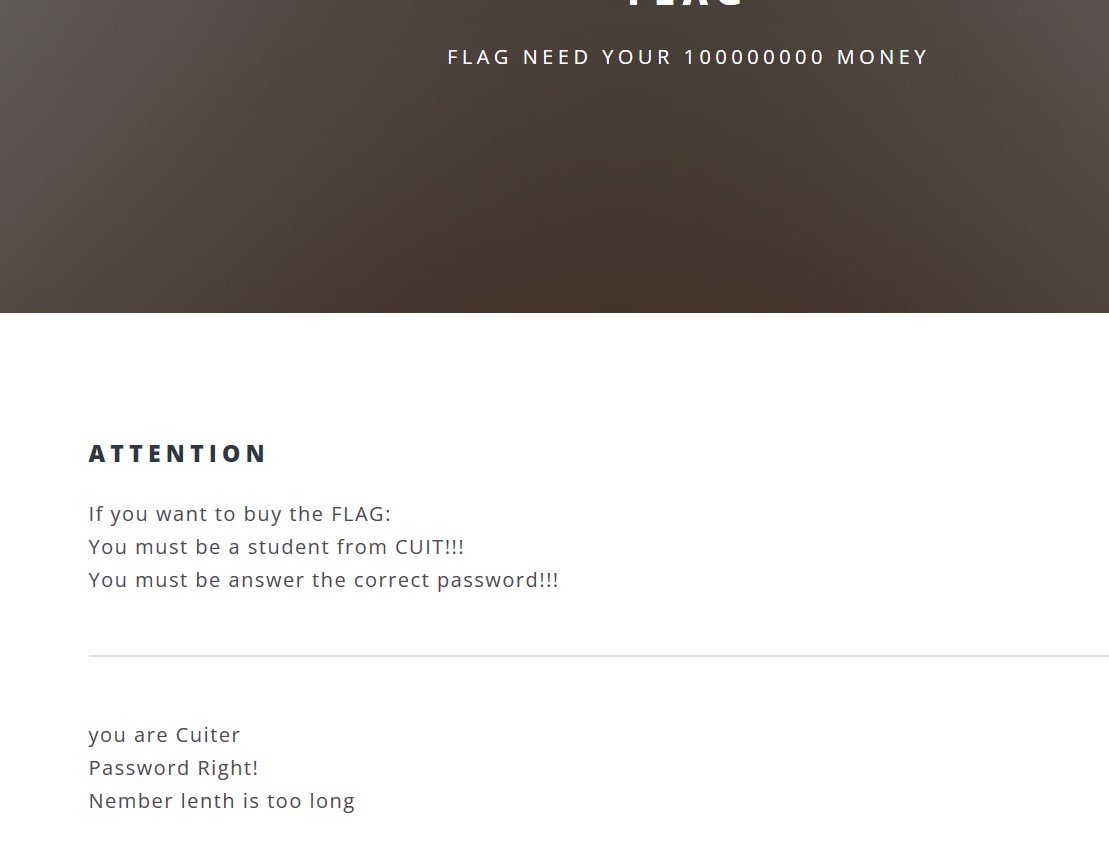 FLAG
FLAG NEED YOUR 100000000 MONEY
ATTENTION
If you want to buy the FLAG:
You must be a student from CUIT!!!
You must be answer the correct password!!!
you are Cuiter
Password Right!
Nember lenth is too long